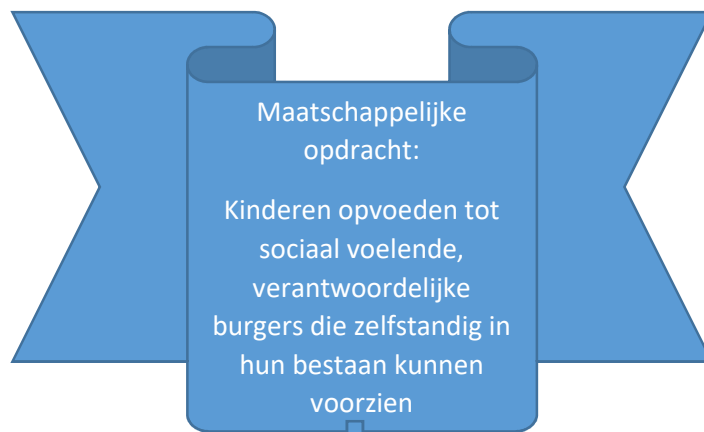 Maatschappelijke
opdracht:
Kinderen opvoeden tot
sociaal voelende,
verantwoordelijke
burgers die zelfstandig in
hun bestaan kunnen
voorzien